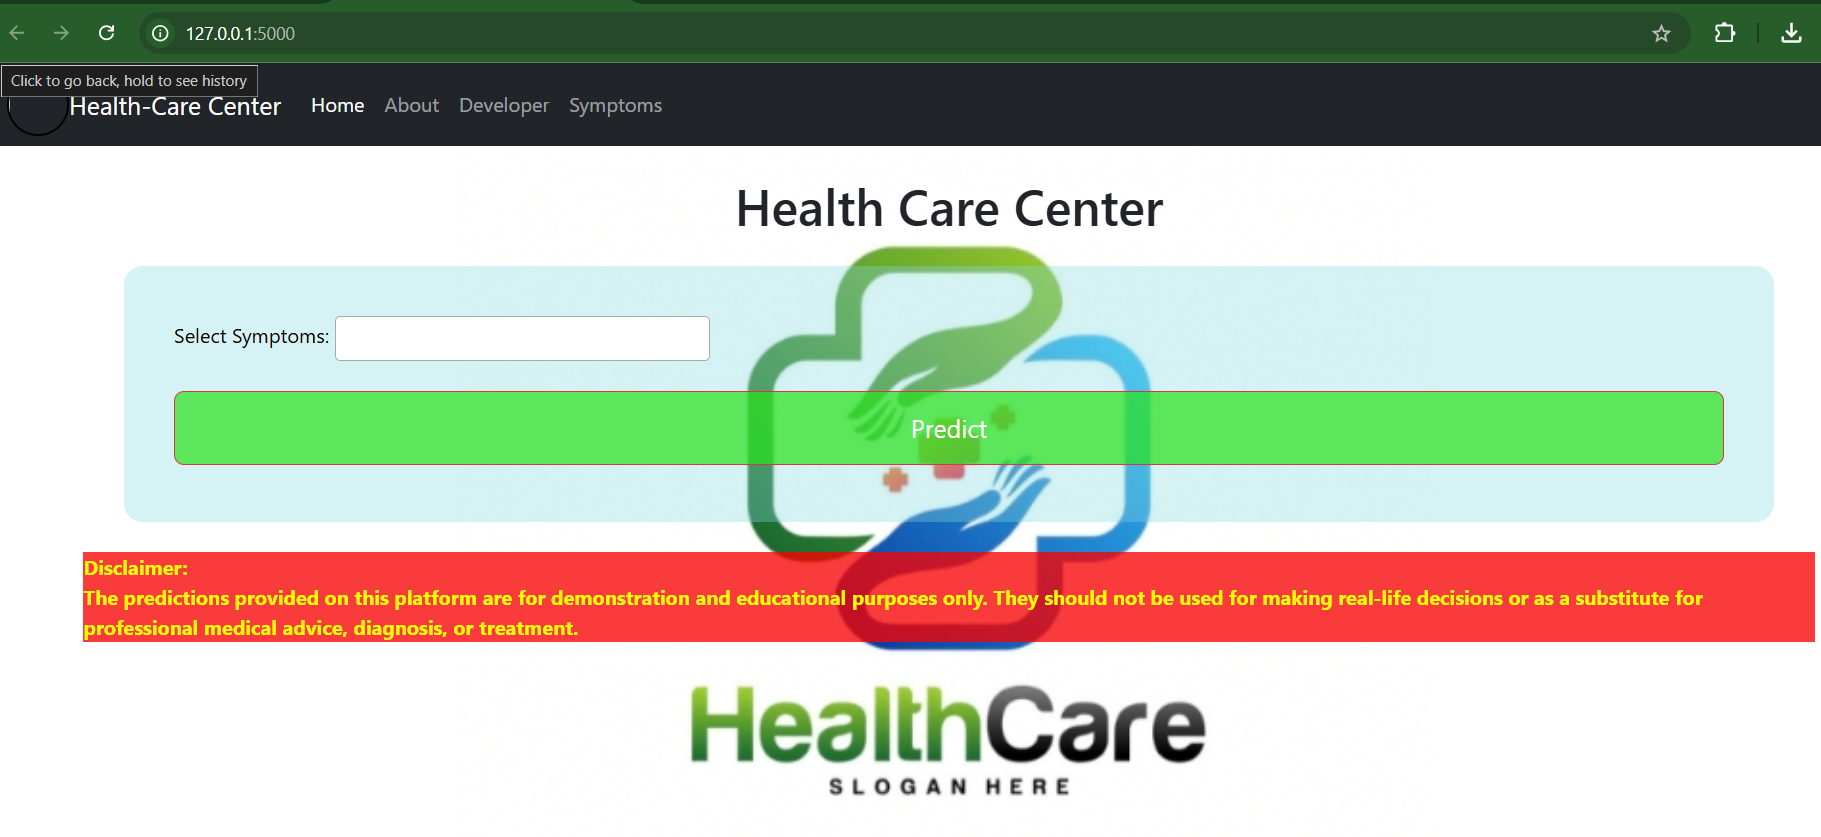 127.0.0.1:5000
Click to go back, hold to see history
Health-Care Center Home About Developer Symptoms
Health Care Center
Select Symptoms:
Predict
Disclaimer:
The predictions provided on this platform are for demonstration and educational purposes only. They should not be used for making real-life decisions or as a substitute for
professional medical advice, diagnosis, or treatment.
HealthCare
SLOGAN HERE